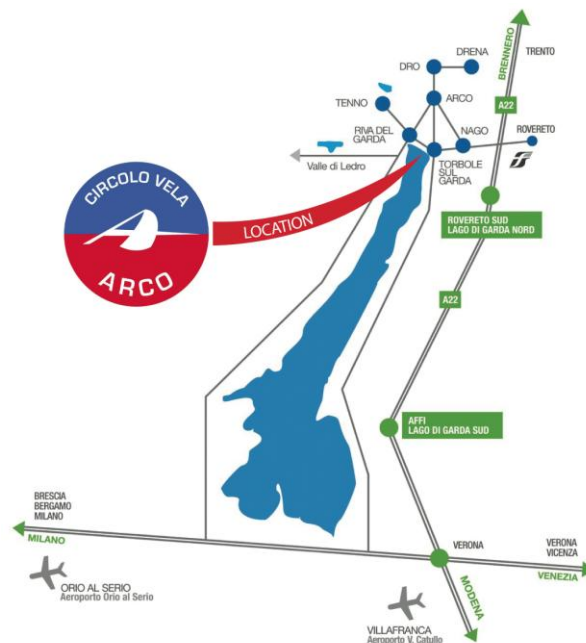 BRENNERO
TRENTO
DRENA
DRO
A22
TENNO
ARCO
RIVA DEL
GARDA
NAGO
ROVERETO
Valle di Ledro
TORBOLE
SUL
GARDA
CIRCOLO VELA
ARCO
LOCATION
ROVERETO SUD
LAGO DI GARDA NORD
A22
AFFI
LAGO DI GARDA SUD
BRESCIA
BERGAMO
MILANO
MILANO
VERONA
VERONA
VICENZA
VENEZIA
MODENA
ORIO AL SERIO
Aeroporto Orio al Serio
VILLAFRANCA
Aeroporto V. Catullo